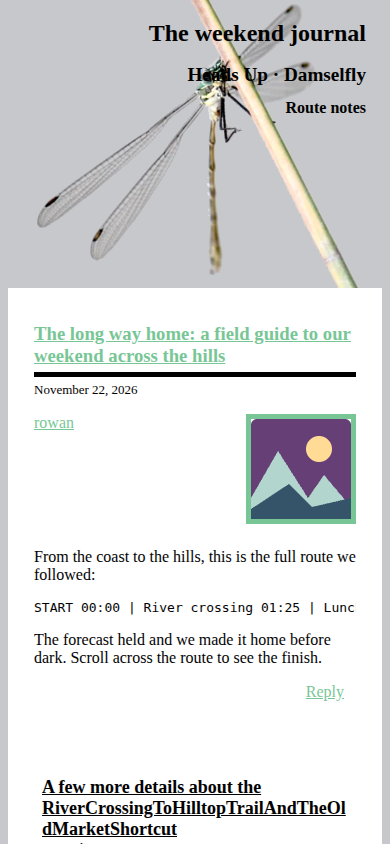 The weekend journal
Heads Up · Damselfly
Route notes
The long way home: a field guide to our
weekend across the hills
November 22, 2026
rowan
From the coast to the hills, this is the full route we
followed:
START 00:00 | River crossing 01:25 | Lunc
The forecast held and we made it home before
dark. Scroll across the route to see the finish.
Reply
A few more details about the
RiverCrossingToHilltopTrailAndTheOl
dMarketShortcut